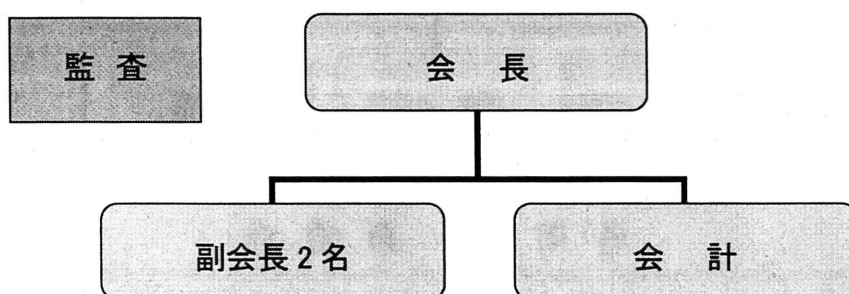 監 査
会 長
副会長2名
会 計